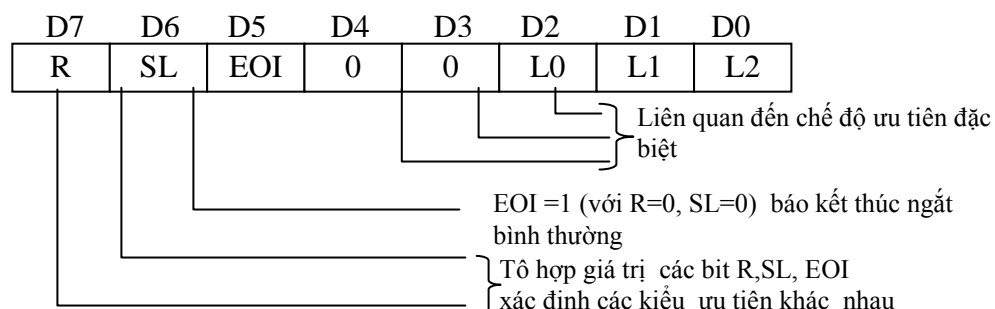 D7 D6 D5 D4 D3 D2 D1 D0
R SL EOI 0 0 L0 L1 L2
Liên quan đến chế độ ưu tiên đặc
biệt
EOI =1 (với R=0, SL=0) báo kết thúc ngắt
bình thường
Tô hợp giá trị các bit R,SL, EOI
xác định các kiểu ưu tiên khác nhau